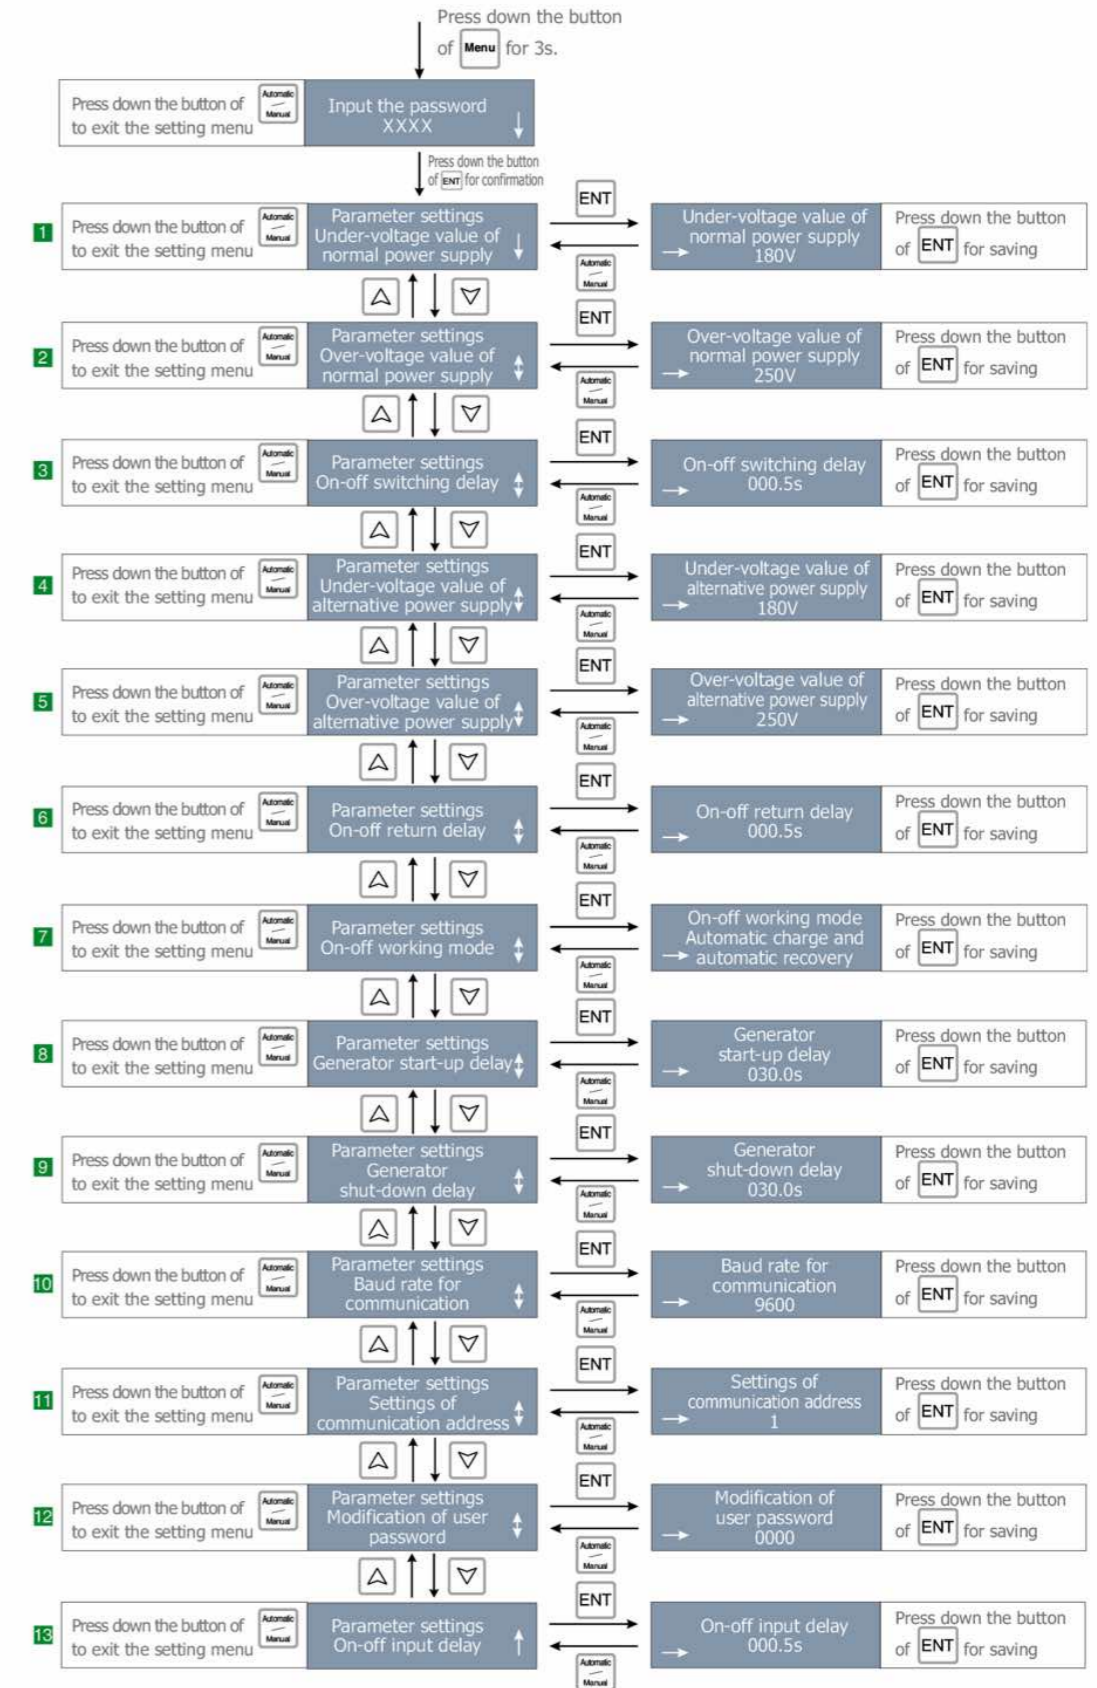 Press down the button
of Menu for 3s.
Press down the button of Automatic Manual
to exit the setting menu
Input the password
XXXX
Press down the button
of ENT for confirmation
ENT
1
Press down the button of Automatic Manual
to exit the setting menu
Parameter settings
Under-voltage value of
normal power supply
Under-voltage value of
normal power supply
180V
Press down the button
of ENT for saving
Automatic Manual
ENT
2
Press down the button of Automatic Manual
to exit the setting menu
Parameter settings
Over-voltage value of
normal power supply
Over-voltage value of
normal power supply
250V
Press down the button
of ENT for saving
Automatic Manual
ENT
3
Press down the button of Automatic Manual
to exit the setting menu
Parameter settings
On-off switching delay
On-off switching delay
000.5s
Press down the button
of ENT for saving
Automatic Manual
ENT
4
Press down the button of Automatic Manual
to exit the setting menu
Parameter settings
Under-voltage value of
alternative power supply
Under-voltage value of
alternative power supply
180V
Press down the button
of ENT for saving
Automatic Manual
ENT
5
Press down the button of Automatic Manual
to exit the setting menu
Parameter settings
Over-voltage value of
alternative power supply
Over-voltage value of
alternative power supply
250V
Press down the button
of ENT for saving
Automatic Manual
ENT
6
Press down the button of Automatic Manual
to exit the setting menu
Parameter settings
On-off return delay
On-off return delay
000.5s
Press down the button
of ENT for saving
Automatic Manual
ENT
7
Press down the button of Automatic Manual
to exit the setting menu
Parameter settings
On-off working mode
On-off working mode
Automatic charge and
automatic recovery
Press down the button
of ENT for saving
Automatic Manual
ENT
8
Press down the button of Automatic Manual
to exit the setting menu
Parameter settings
Generator start-up delay
Generator
start-up delay
030.0s
Press down the button
of ENT for saving
Automatic Manual
ENT
9
Press down the button of Automatic Manual
to exit the setting menu
Parameter settings
Generator
shut-down delay
Generator
shut-down delay
030.0s
Press down the button
of ENT for saving
Automatic Manual
ENT
10
Press down the button of Automatic Manual
to exit the setting menu
Parameter settings
Baud rate for
communication
Baud rate for
communication
9600
Press down the button
of ENT for saving
Automatic Manual
ENT
11
Press down the button of Automatic Manual
to exit the setting menu
Parameter settings
Settings of
communication address
Settings of
communication address
1
Press down the button
of ENT for saving
Automatic Manual
ENT
12
Press down the button of Automatic Manual
to exit the setting menu
Parameter settings
Modification of user
password
Modification of
user password
0000
Press down the button
of ENT for saving
Automatic Manual
ENT
13
Press down the button of Automatic Manual
to exit the setting menu
Parameter settings
On-off input delay
On-off input delay
000.5s
Press down the button
of ENT for saving
Automatic Manual